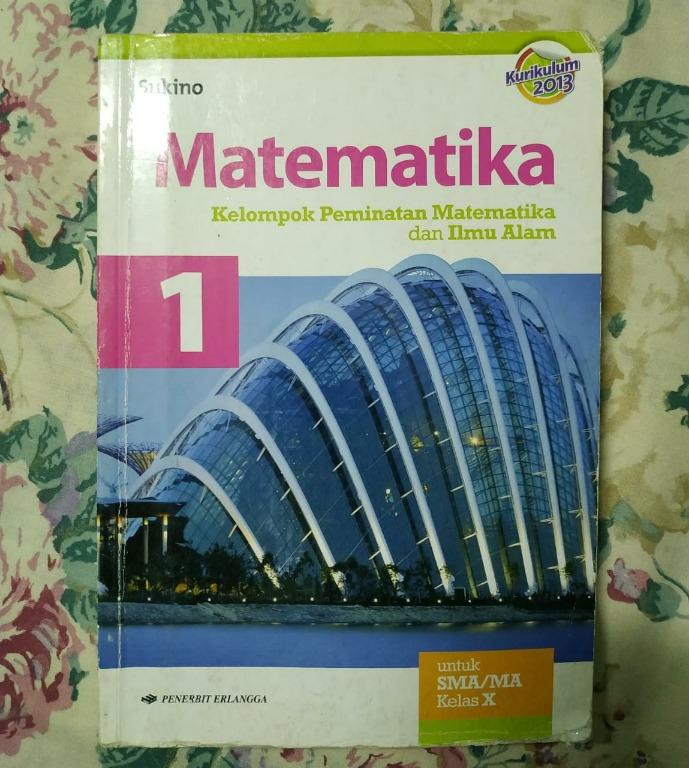 Sukino
Kurikulum
2013
Matematika
Kelompok Peminatan Matematika
dan Ilmu Alam
1
untuk
SMA/MA
Kelas X
PENERBIT ERLANGGA